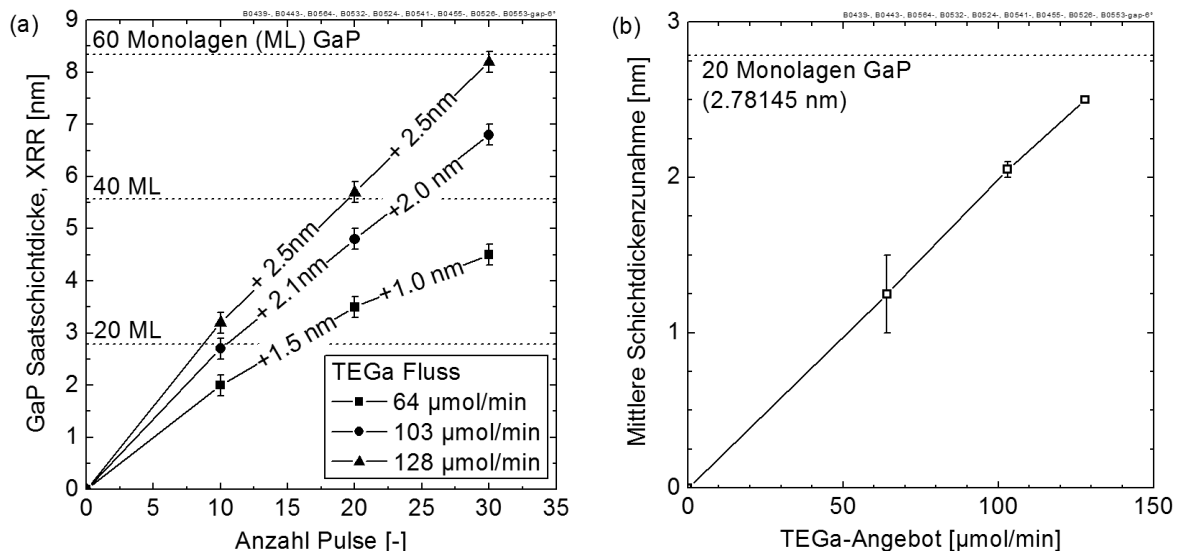 (a)
B0439-, B0443-, B0564-, B0532-, B0524-, B0541-, B0455-, B0526-, B0553-gap-6*
60 Monolagen (ML) GaP
40 ML
20 ML
+ 2.5nm
+ 2.5nm
+2.0 nm
+ 2.1nm
+1.0 nm
+1.5 nm
TEGa Fluss
64 µmol/min
103 µmol/min
128 µmol/min
GaP Saatschichtdicke, XRR [nm]
9
8
7
6
5
4
3
2
1
0
0 5 10 15 20 25 30 35
Anzahl Pulse [-]
(b)
B0439-, B0443-, B0564-, B0532-, B0524-, B0541-, B0455-, B0526-, B0553-gap-6*
20 Monolagen GaP
(2.78145 nm)
Mittlere Schichtdickenzunahme [nm]
3
2
1
0
0 50 100 150
TEGa-Angebot [µmol/min]